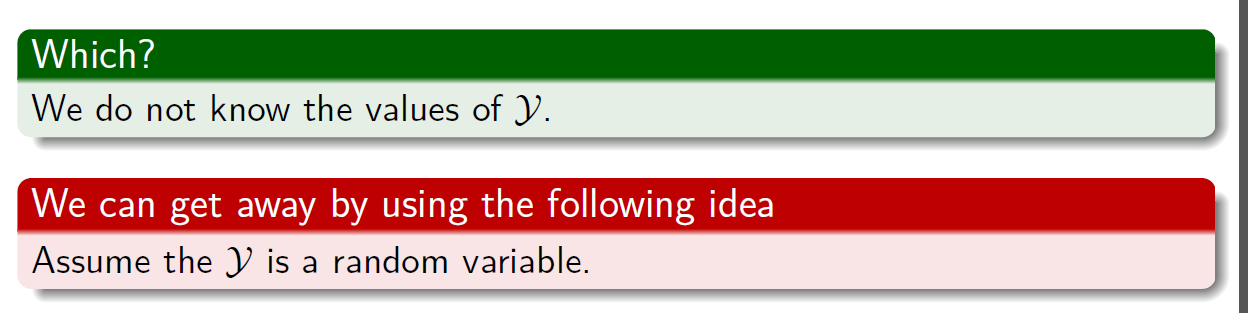 Which?
We do not know the values of 𝒴.
We can get away by using the following idea
Assume the 𝒴 is a random variable.